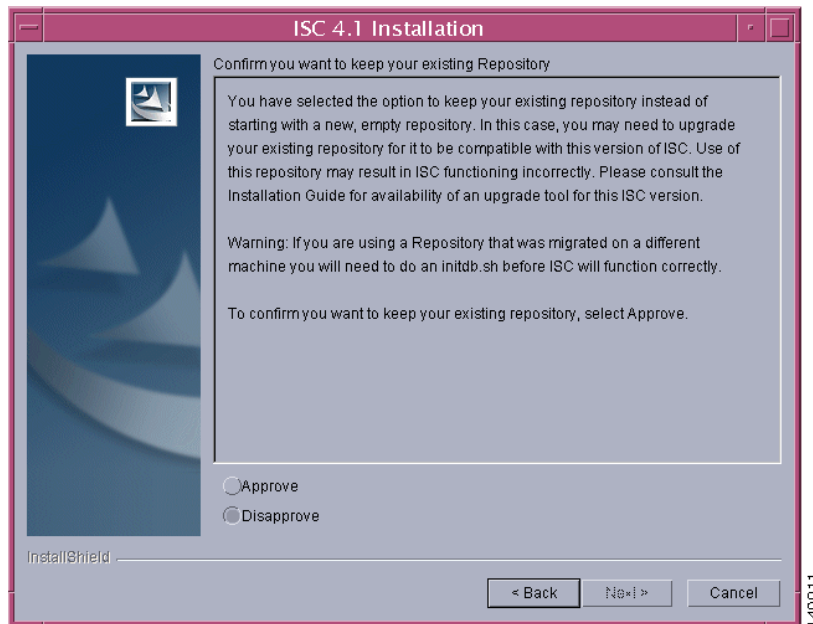 ISC 4.1 Installation
Confirm you want to keep your existing Repository
You have selected the option to keep your existing repository instead of
starting with a new, empty repository. In this case, you may need to upgrade
your existing repository for it to be compatible with this version of ISC. Use of
this repository may result in ISC functioning incorrectly. Please consult the
Installation Guide for availability of an upgrade tool for this ISC version.
Warning: If you are using a Repository that was migrated on a different
machine you will need to do an initdb.sh before ISC will function correctly.
To confirm you want to keep your existing repository, select Approve.
Approve
Disapprove
InstallShield
< Back
Next >
Cancel